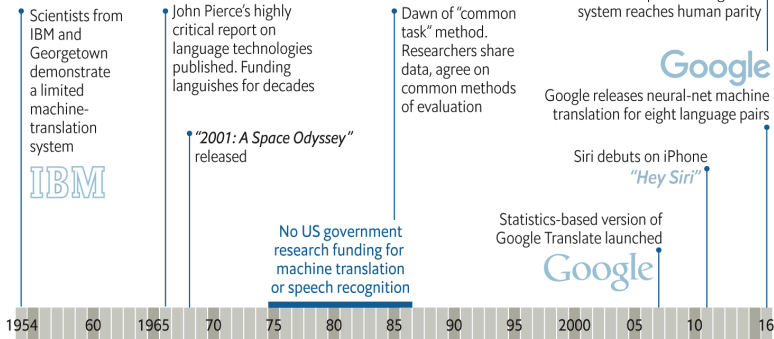 Scientists from
IBM and
Georgetown
demonstrate
a limited
machine-
translation
system
IBM
John Pierce’s highly
critical report on
language technologies
published. Funding
languishes for decades
“2001: A Space Odyssey”
released
No US government
research funding for
machine translation
or speech recognition
Dawn of “common
task” method.
Researchers share
data, agree on
common methods
of evaluation
Statistics-based version of
Google Translate launched
Google
Siri debuts on iPhone
“Hey Siri”
system reaches human parity
Google
Google releases neural-net machine
translation for eight language pairs
1954 60 1965 70 75 80 85 90 95 2000 05 10 16